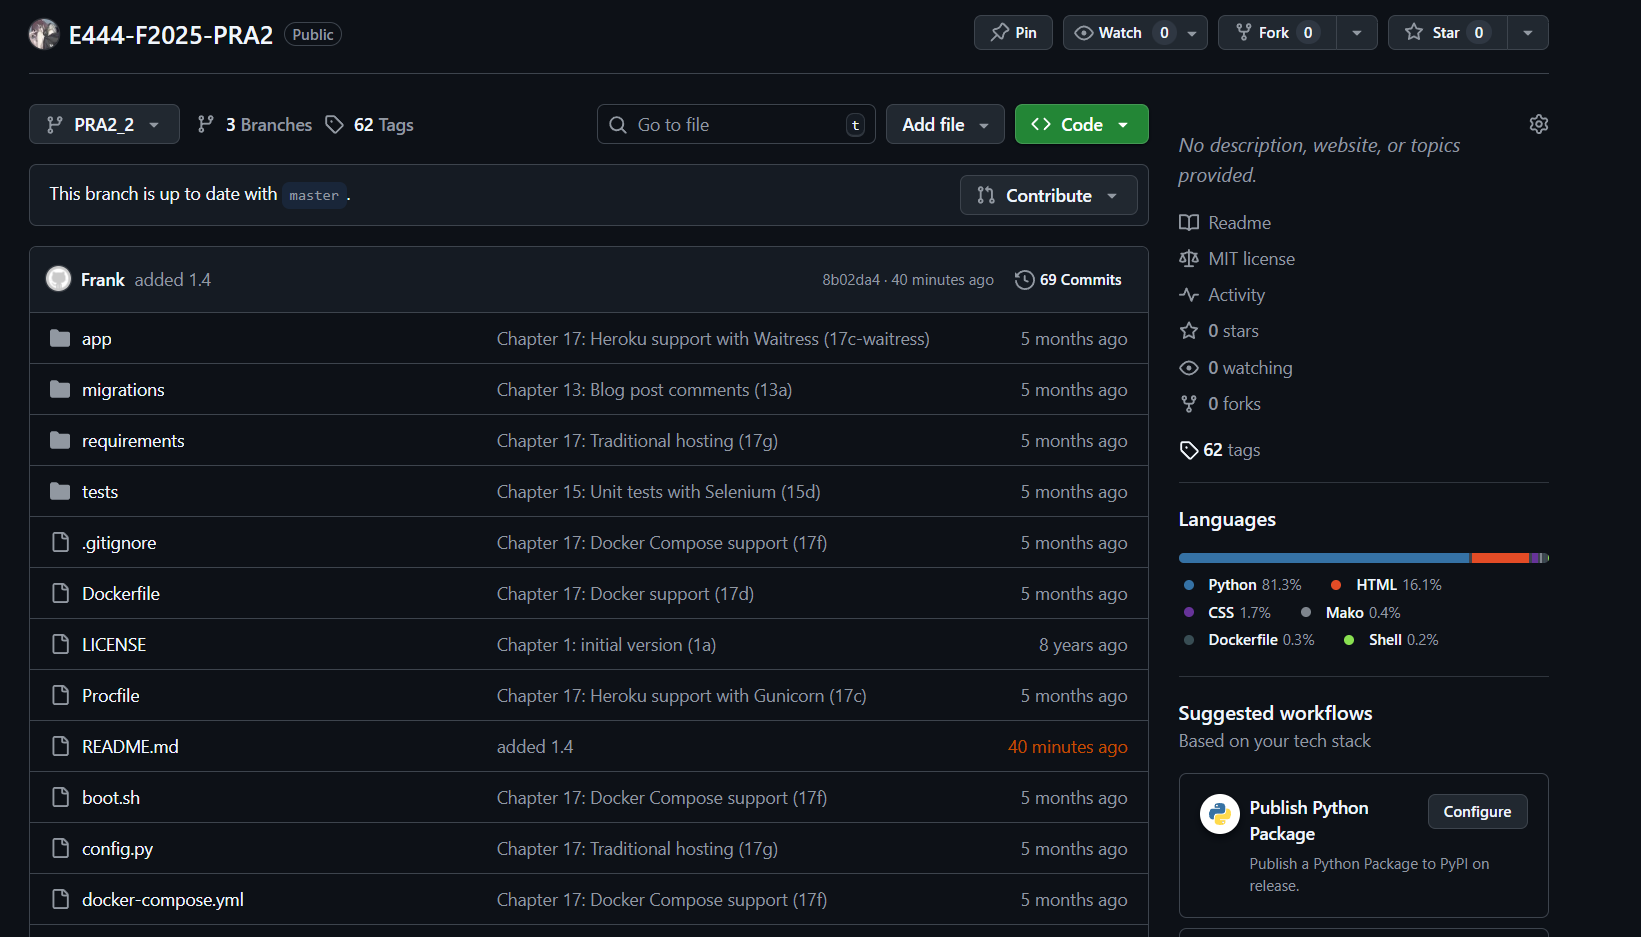 E444-F2025-PRA2 Public Pin Watch 0 Fork 0 Star 0
PRA2_2 3 Branches 62 Tags Go to file t Add file Code
This branch is up to date with master. Contribute
Frank added 1.4 8b02da4 · 40 minutes ago 69 Commits
app Chapter 17: Heroku support with Waitress (17c-waitress) 5 months ago
migrations Chapter 13: Blog post comments (13a) 5 months ago
requirements Chapter 17: Traditional hosting (17g) 5 months ago
tests Chapter 15: Unit tests with Selenium (15d) 5 months ago
.gitignore Chapter 17: Docker Compose support (17f) 5 months ago
Dockerfile Chapter 17: Docker support (17d) 5 months ago
LICENSE Chapter 1: initial version (1a) 8 years ago
Procfile Chapter 17: Heroku support with Gunicorn (17c) 5 months ago
README.md added 1.4 40 minutes ago
boot.sh Chapter 17: Docker Compose support (17f) 5 months ago
config.py Chapter 17: Traditional hosting (17g) 5 months ago
docker-compose.yml Chapter 17: Docker Compose support (17f) 5 months ago
No description, website, or topics
provided.
Readme
MIT license
Activity
0 stars
0 watching
0 forks
62 tags
Languages
Python 81.3% HTML 16.1%
CSS 1.7% Mako 0.4%
Dockerfile 0.3% Shell 0.2%
Suggested workflows
Based on your tech stack
Publish Python
Package
Configure
Publish a Python Package to PyPI on
release.